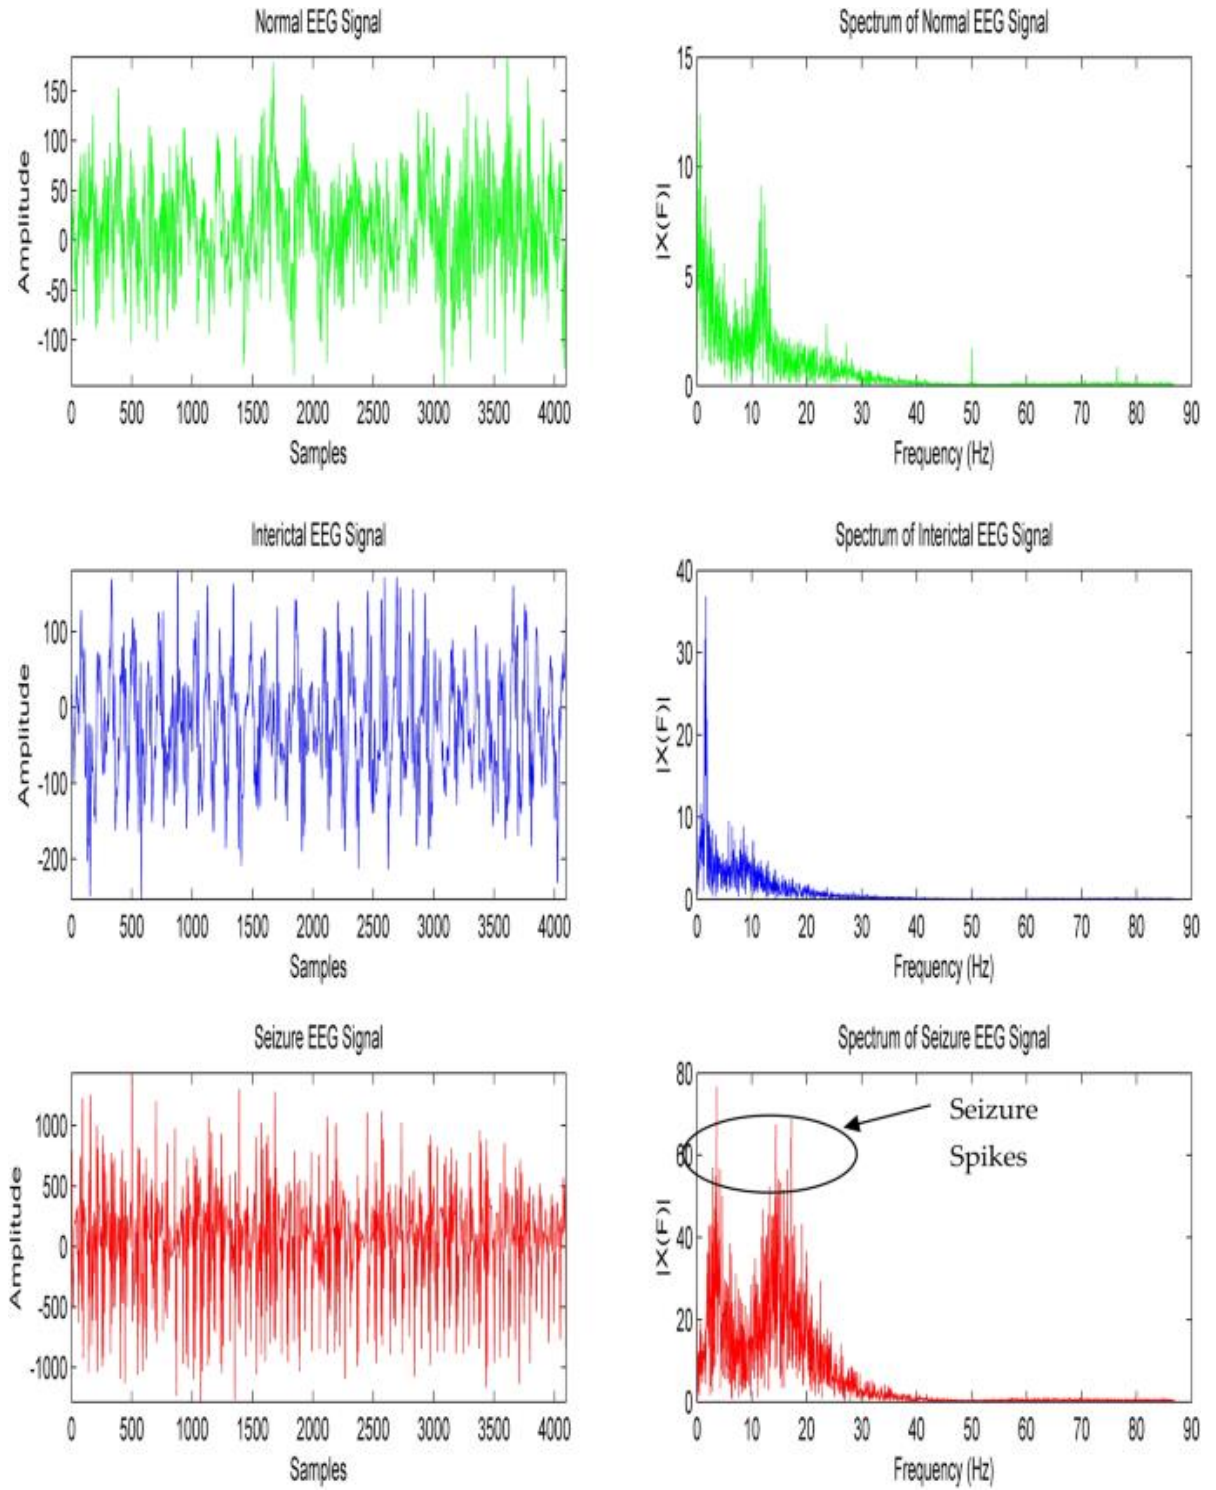 Normal EEG Signal
Amplitude
150
100
50
0
-50
-100
0 500 1000 1500 2000 2500 3000 3500 4000
Samples
Spectrum of Normal EEG Signal
|X(F)|
15
10
5
0
0 10 20 30 40 50 60 70 80 90
Frequency (Hz)
Interictal EEG Signal
Amplitude
100
0
-100
-200
0 500 1000 1500 2000 2500 3000 3500 4000
Samples
Spectrum of Interictal EEG Signal
|X(F)|
40
30
20
10
0
0 10 20 30 40 50 60 70 80 90
Frequency (Hz)
Seizure EEG Signal
Amplitude
1000
500
0
-500
-1000
0 500 1000 1500 2000 2500 3000 3500 4000
Samples
Spectrum of Seizure EEG Signal
|X(F)|
80
60
40
20
0
Seizure
Spikes
0 10 20 30 40 50 60 70 80 90
Frequency (Hz)